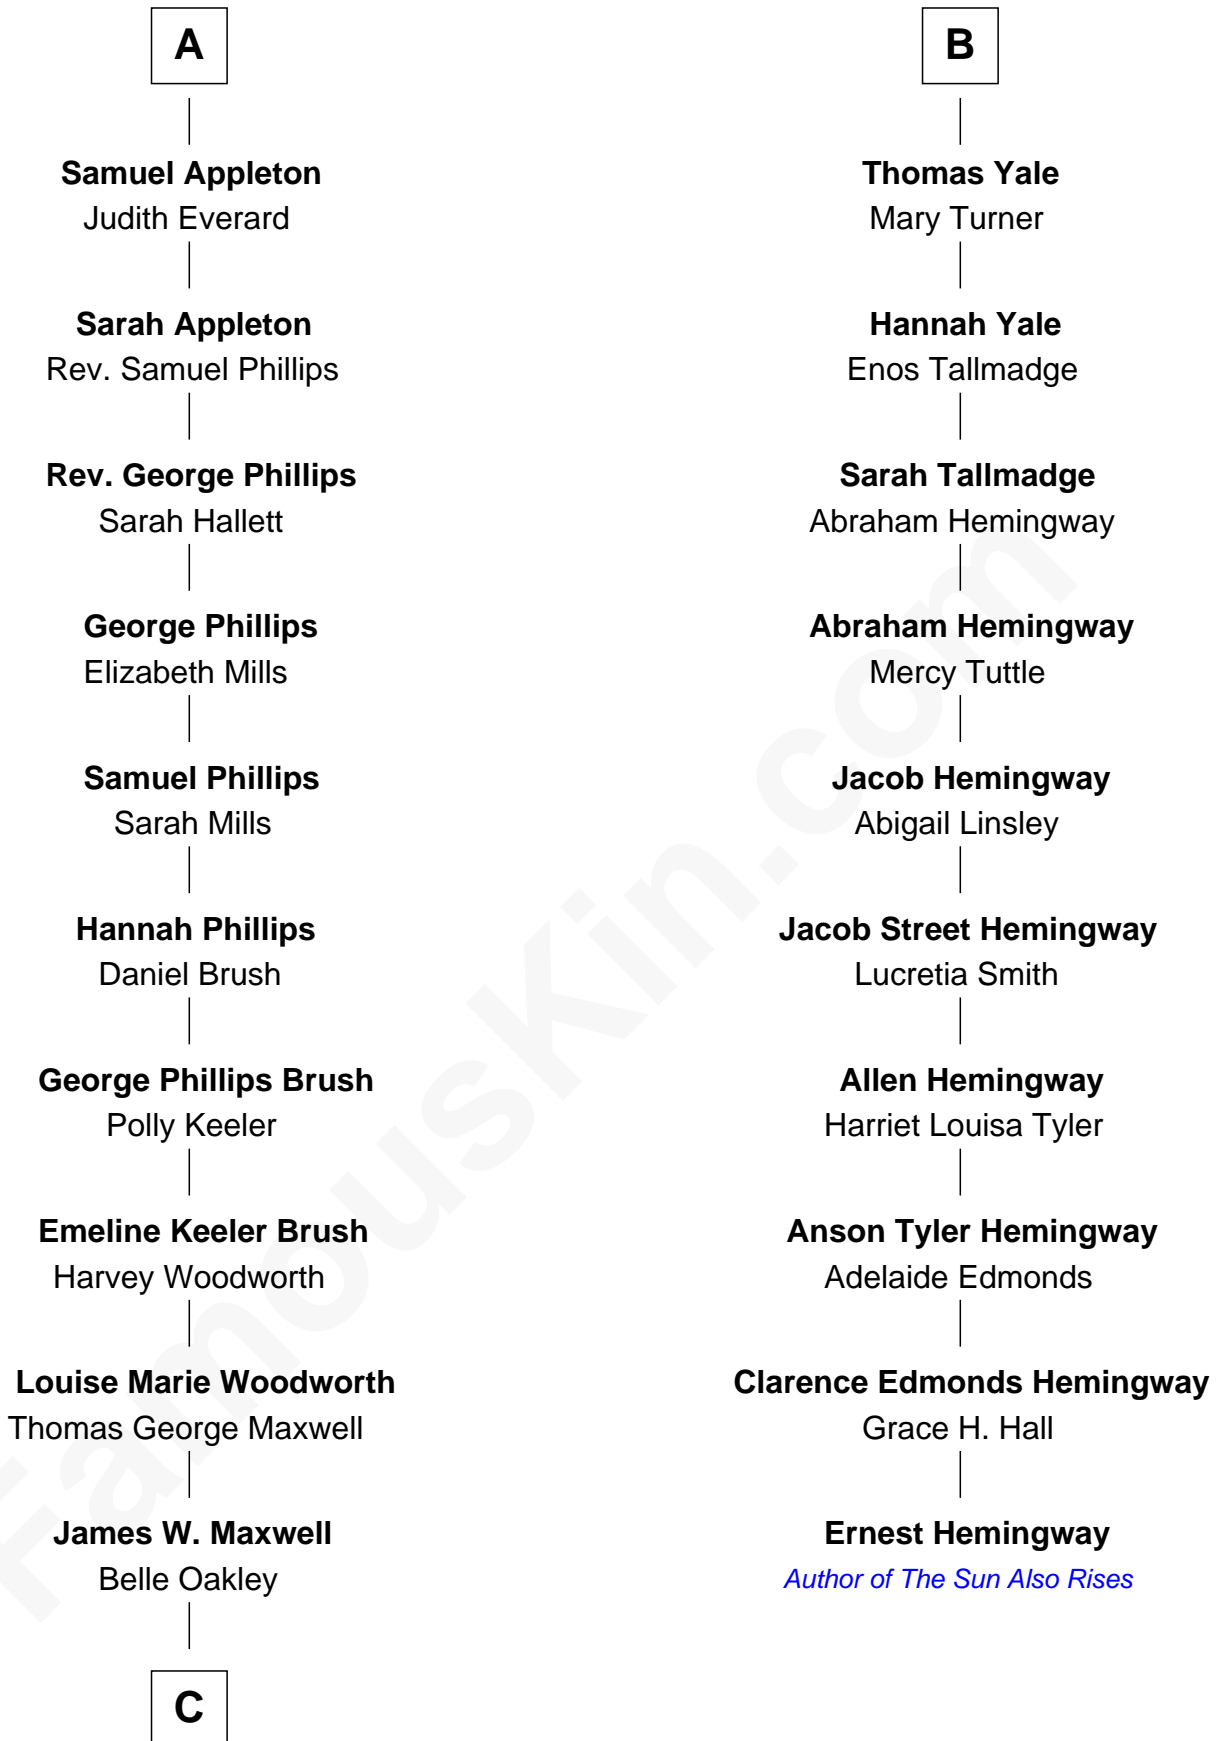 A
Samuel Appleton
Judith Everard
Sarah Appleton
Rev. Samuel Phillips
Rev. George Phillips
Sarah Hallett
George Phillips
Elizabeth Mills
Samuel Phillips
Sarah Mills
Hannah Phillips
Daniel Brush
George Phillips Brush
Polly Keeler
Emeline Keeler Brush
Harvey Woodworth
Louise Marie Woodworth
Thomas George Maxwell
James W. Maxwell
Belle Oakley
C
B
Thomas Yale
Mary Turner
Hannah Yale
Enos Tallmadge
Sarah Tallmadge
Abraham Hemingway
Abraham Hemingway
Mercy Tuttle
Jacob Hemingway
Abigail Linsley
Jacob Street Hemingway
Lucretia Smith
Allen Hemingway
Harriet Louisa Tyler
Anson Tyler Hemingway
Adelaide Edmonds
Clarence Edmonds Hemingway
Grace H. Hall
Ernest Hemingway
Author of The Sun Also Rises
FamousKin.com